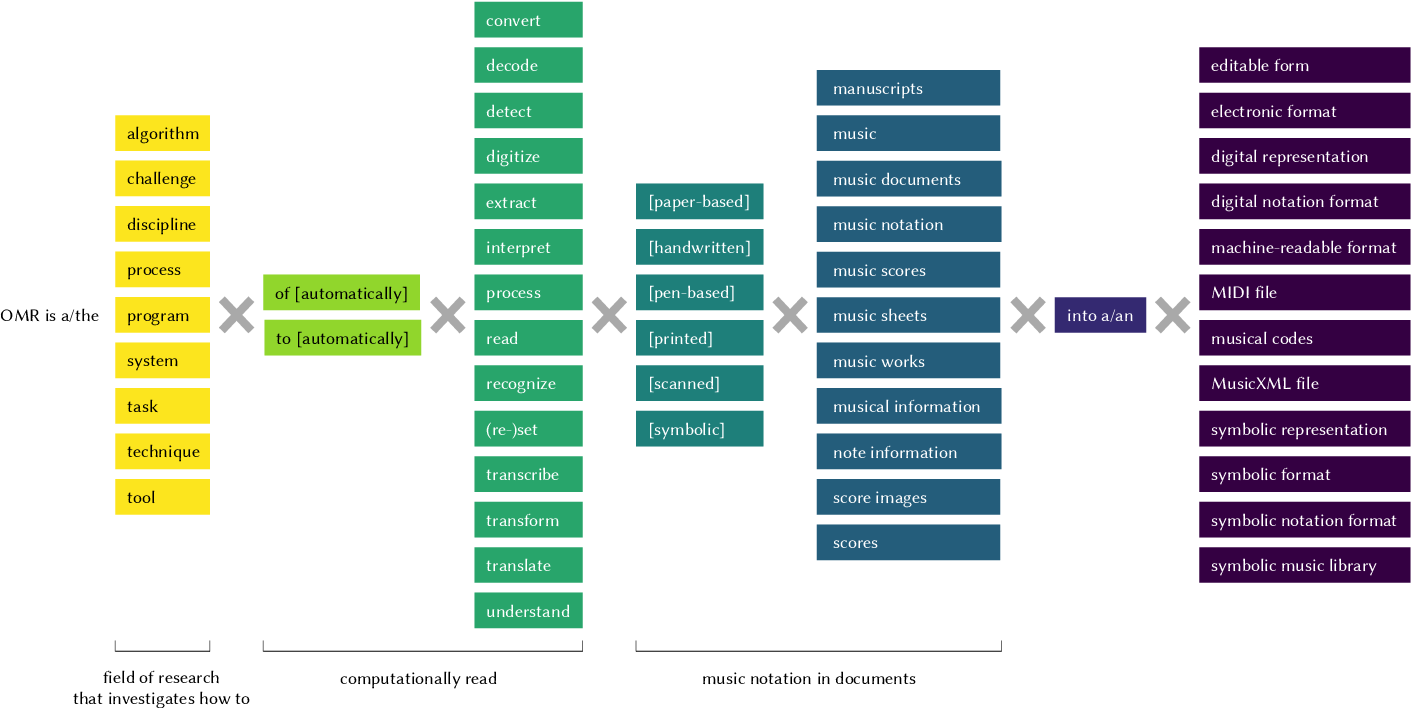 OMR is a/the
algorithm
challenge
discipline
process
program
system
task
technique
tool
of [automatically]
to [automatically]
convert
decode
detect
digitize
extract
interpret
process
read
recognize
(re-)set
transcribe
transform
translate
understand
[paper-based]
[handwritten]
[pen-based]
[printed]
[scanned]
[symbolic]
manuscripts
music
music documents
music notation
music scores
music sheets
music works
musical information
note information
score images
scores
into a/an
editable form
electronic format
digital representation
digital notation format
machine-readable format
MIDI file
musical codes
MusicXML file
symbolic representation
symbolic format
symbolic notation format
symbolic music library
field of research
that investigates how to
computationally read
music notation in documents